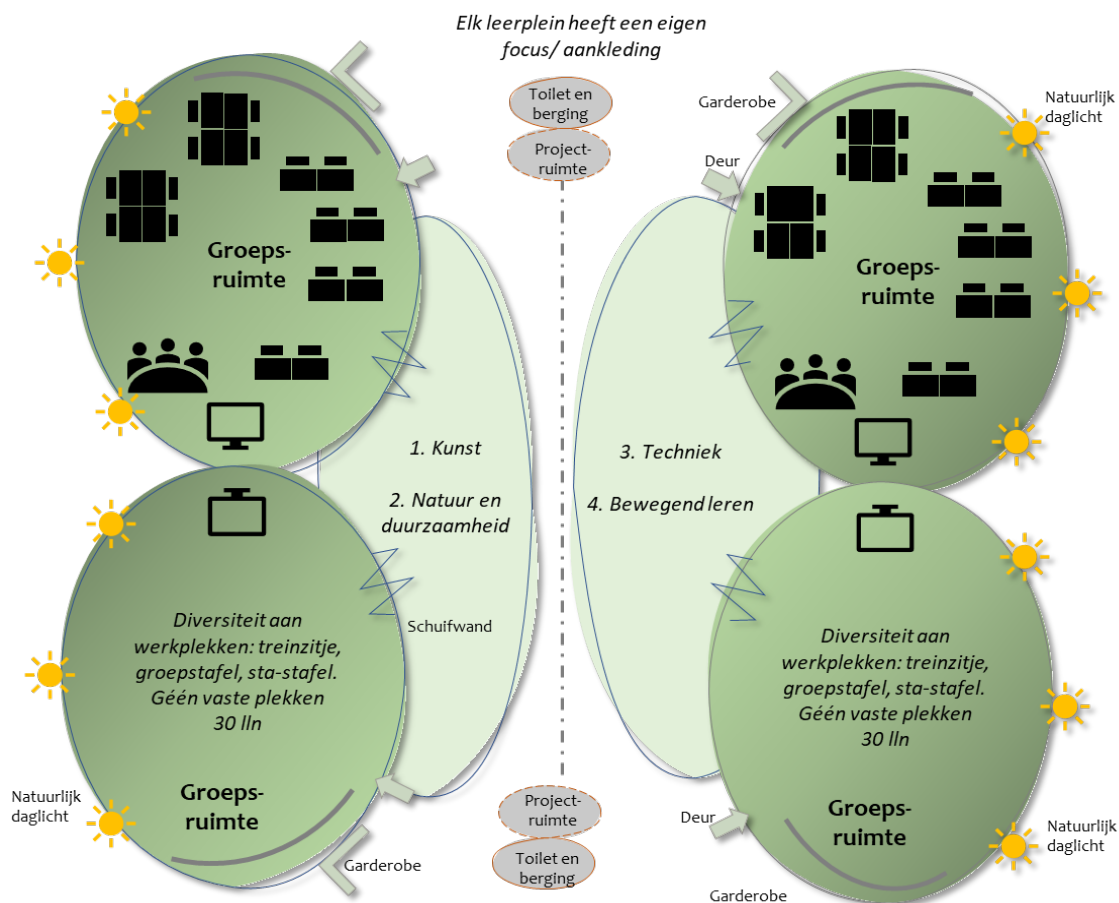 Elk leerplein heeft een eigen
focus/ aankleding
Toilet en
berging
Project-
ruimte
Garderobe
Natuurlijk
daglicht
Deur
Groeps-
ruimte
Groeps-
ruimte
1. Kunst
2. Natuur en
duurzaamheid
3. Techniek
4. Bewegend leren
Schuifwand
Diversiteit aan
werkplekken: treinzitje,
groepstafel, sta-stafel.
Géén vaste plekken
30 lln
Groeps-
ruimte
Diversiteit aan
werkplekken: treinzitje,
groepstafel, sta-stafel.
Géén vaste plekken
30 lln
Groeps-
ruimte
Natuurlijk
daglicht
Garderobe
Project-
ruimte
Toilet en
berging
Deur
Garderobe
Natuurlijk
daglicht